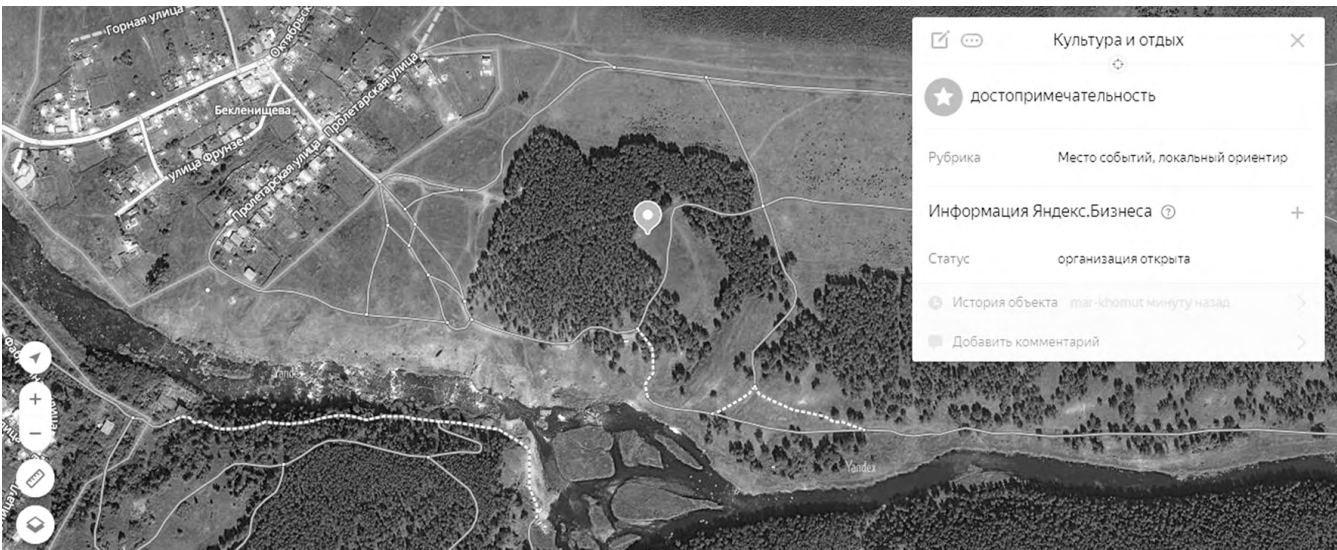 Горная улица
Октябрьск
Пролетарская улица
Бекленищева
улица Фрунзе
Пролетарская улица
Yandex
Yandex
Культура и отдых
достопримечательность
Рубрика Место событий, локальный ориентир
Информация Яндекс.Бизнеса ?
Статус организация открыта
История объекта mar-khomut минуту назад
Добавить комментарий